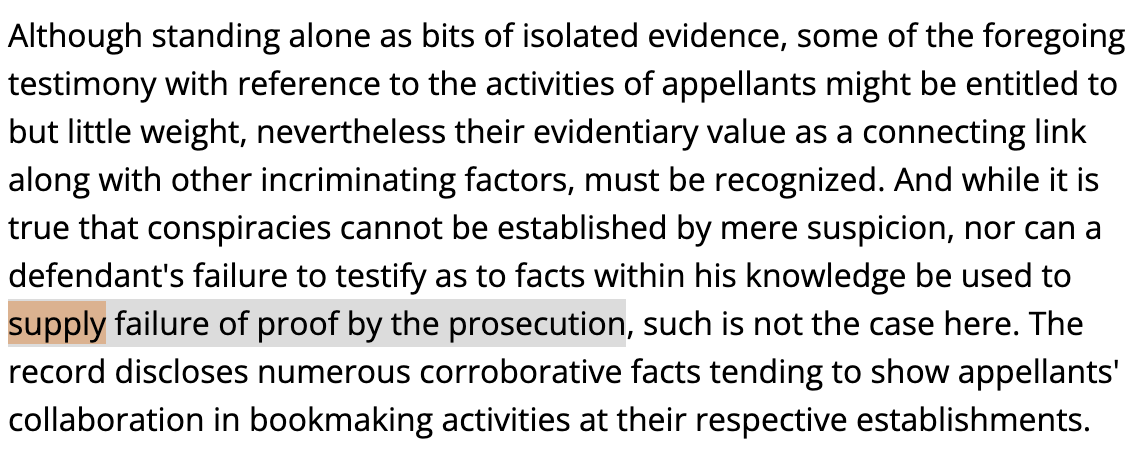 Although standing alone as bits of isolated evidence, some of the foregoing
testimony with reference to the activities of appellants might be entitled to
but little weight, nevertheless their evidentiary value as a connecting link
along with other incriminating factors, must be recognized. And while it is
true that conspiracies cannot be established by mere suspicion, nor can a
defendant's failure to testify as to facts within his knowledge be used to
supply failure of proof by the prosecution, such is not the case here. The
record discloses numerous corroborative facts tending to show appellants'
collaboration in bookmaking activities at their respective establishments.